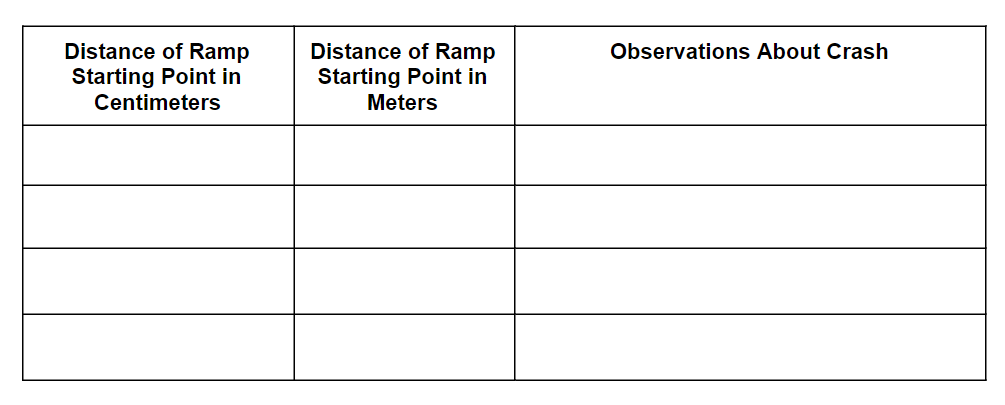 Distance of Ramp
Starting Point in
Centimeters
Distance of Ramp
Starting Point in
Meters
Observations About Crash